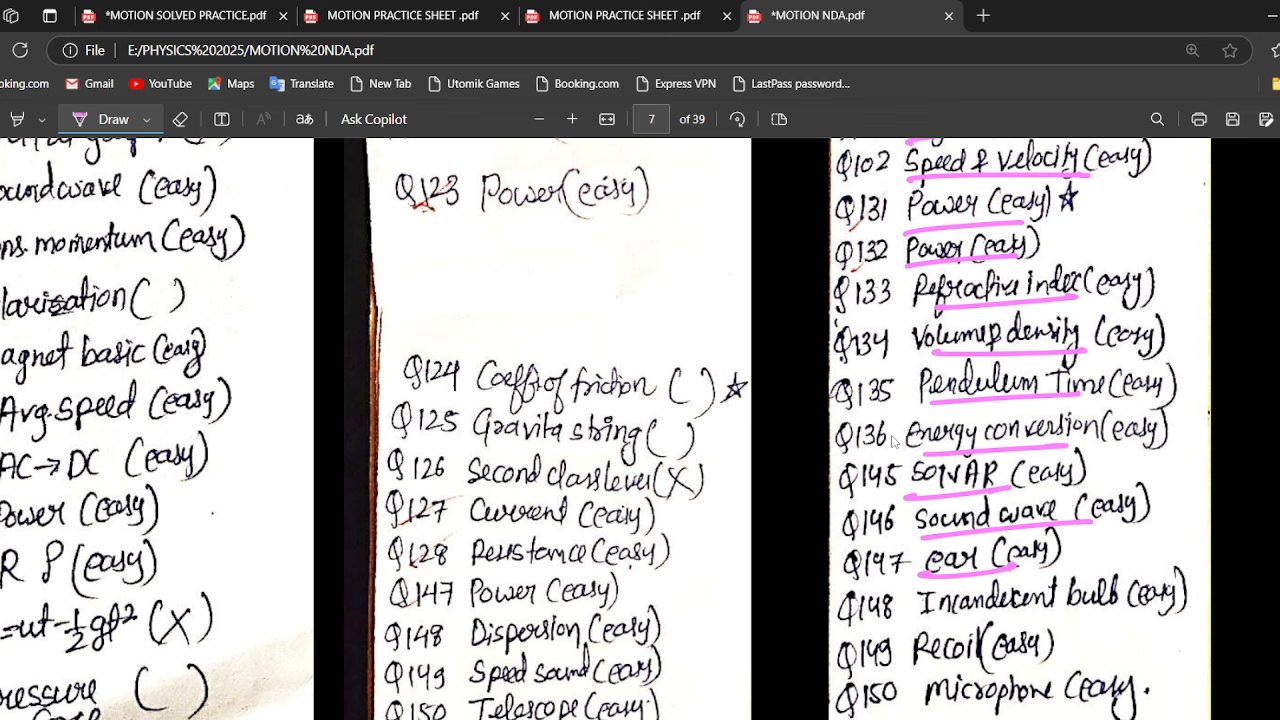 *MOTION SOLVED PRACTICE.pdf
MOTION PRACTICE SHEET .pdf
MOTION PRACTICE SHEET .pdf
*MOTION NDA.pdf
File
E:/PHYSICS%202025/MOTION%20NDA.pdf
oking.com
Gmail
YouTube
Maps
Translate
New Tab
Utomik Games
Booking.com
Express VPN
LastPass password...
Draw
aあ
Ask Copilot
7 of 39
(easy)
ns. momentum (easy)
larization ( )
agnet basic (easy)
Avg. speed (easy)
AC→DC (easy)
Power (easy)
(easy)
=ut-1/2gt² (X)
ressure ( )
Q123 Power(easy)
Q124 Coeff. of friction ( ) ☆
Q125 Gravita string ( )
Q126 Second class lever(X)
Q127 Current (easy)
Q128 Resistance (easy)
Q147 Power (easy)
Q148 Dispersion (easy)
Q149 Speed sound (easy)
Q150 Telescope (easy)
Q102 Speed & Velocity (easy)
Q131 Power (easy) ☆
Q132 Power (easy)
Q133 Refractive index (easy)
Q134 Volume & density (easy)
Q135 Pendulum Time (easy)
Q136 Energy conversion (easy)
Q145 (easy)
Q146 Sound wave (easy)
Q147 ear (easy)
Q148 Incandecent bulb (easy)
Q149 Recoil (easy)
Q150 microphone (easy).